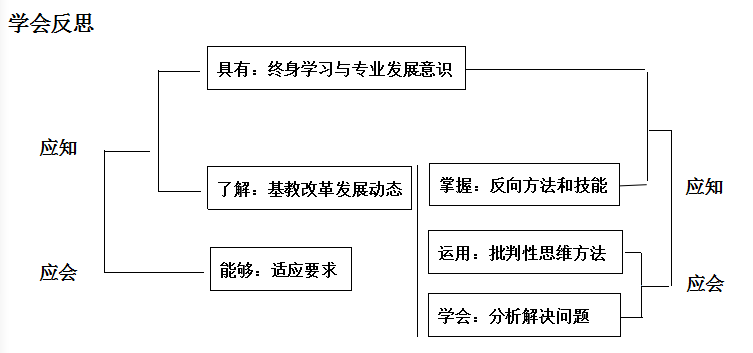 学会反思
具有：终身学习与专业发展意识
应知
了解：基教改革发展动态
掌握：反向方法和技能
应知
运用：批判性思维方法
应会
能够：适应要求
应会
学会：分析解决问题